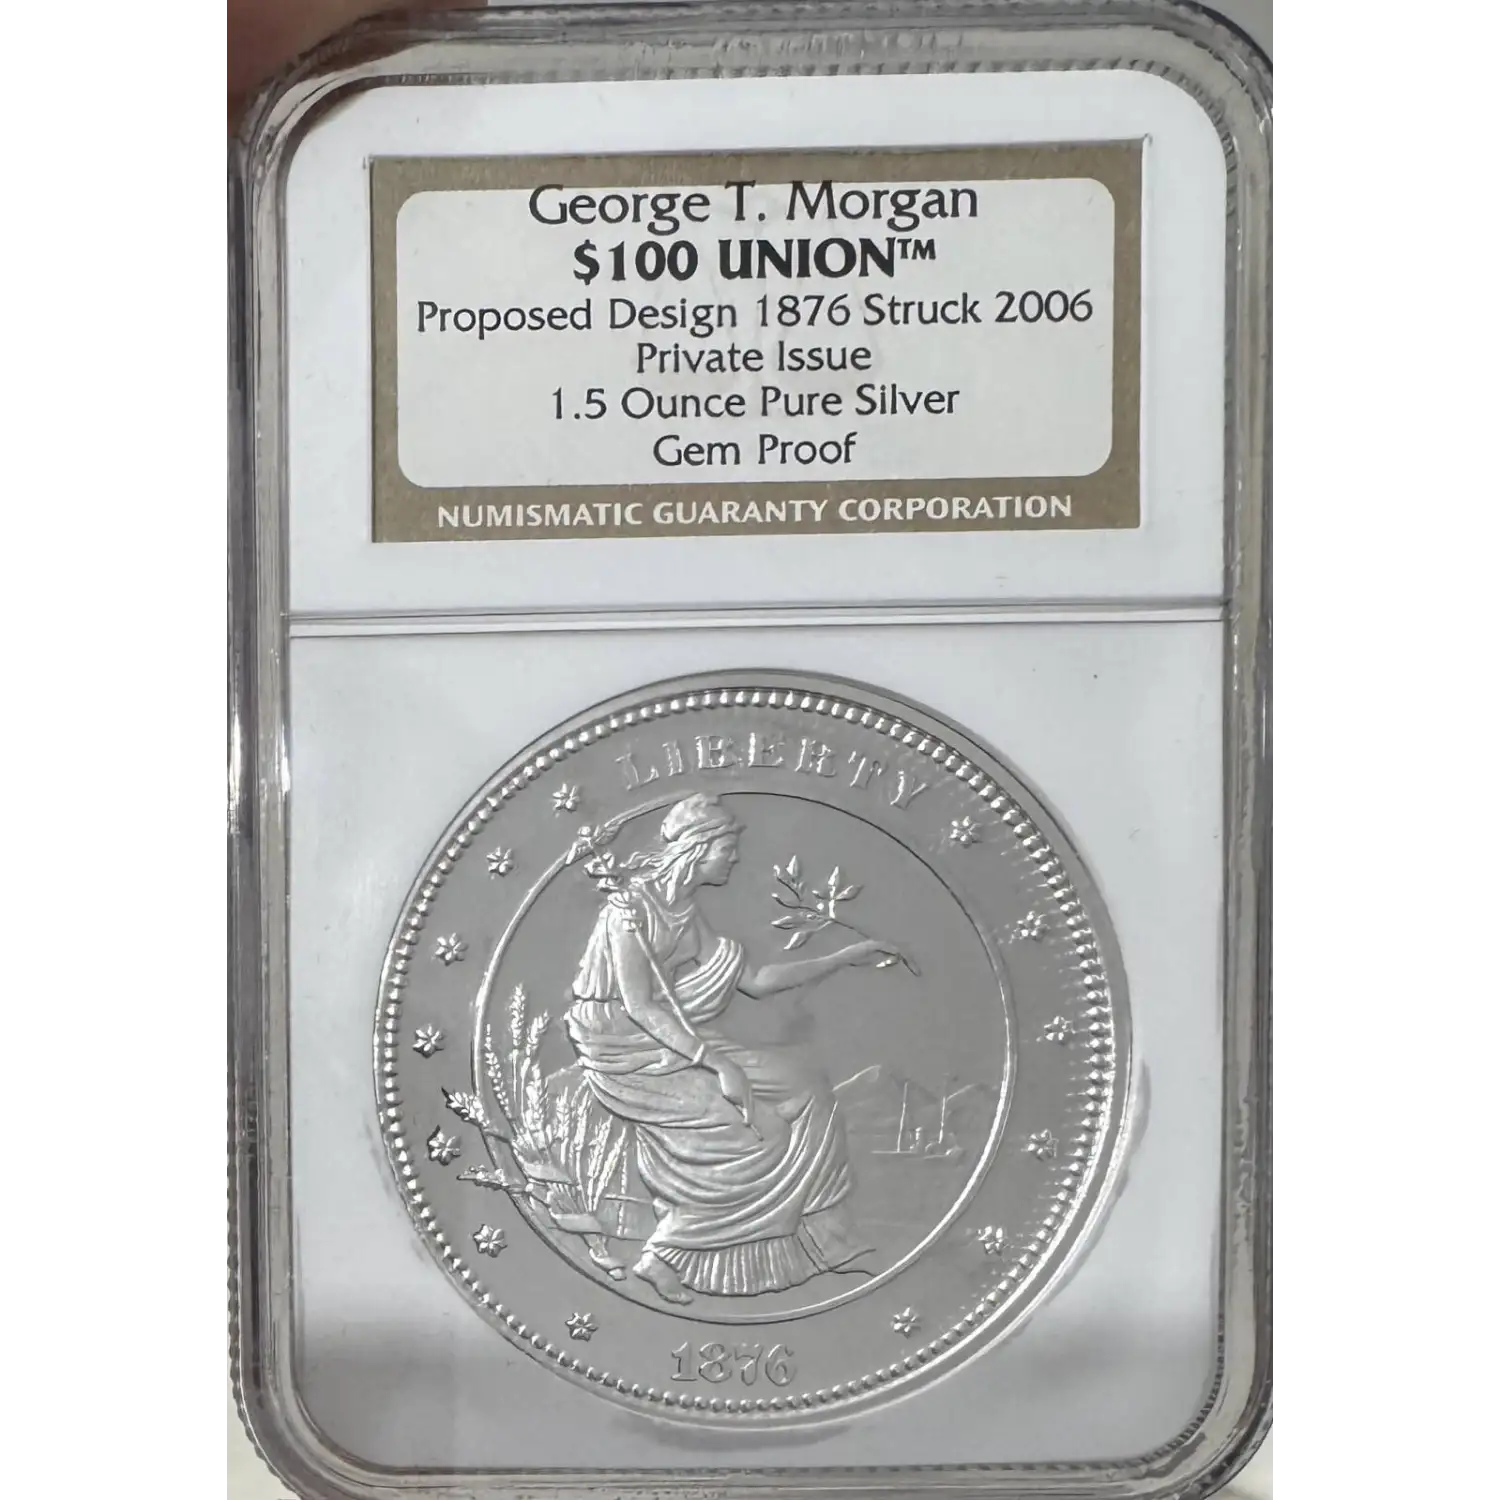 George T. Morgan
$100 UNION™
Proposed Design 1876 Struck 2006
Private Issue
1.5 Ounce Pure Silver
Gem Proof
NUMISMATIC GUARANTY CORPORATION
LIBERTY
1876